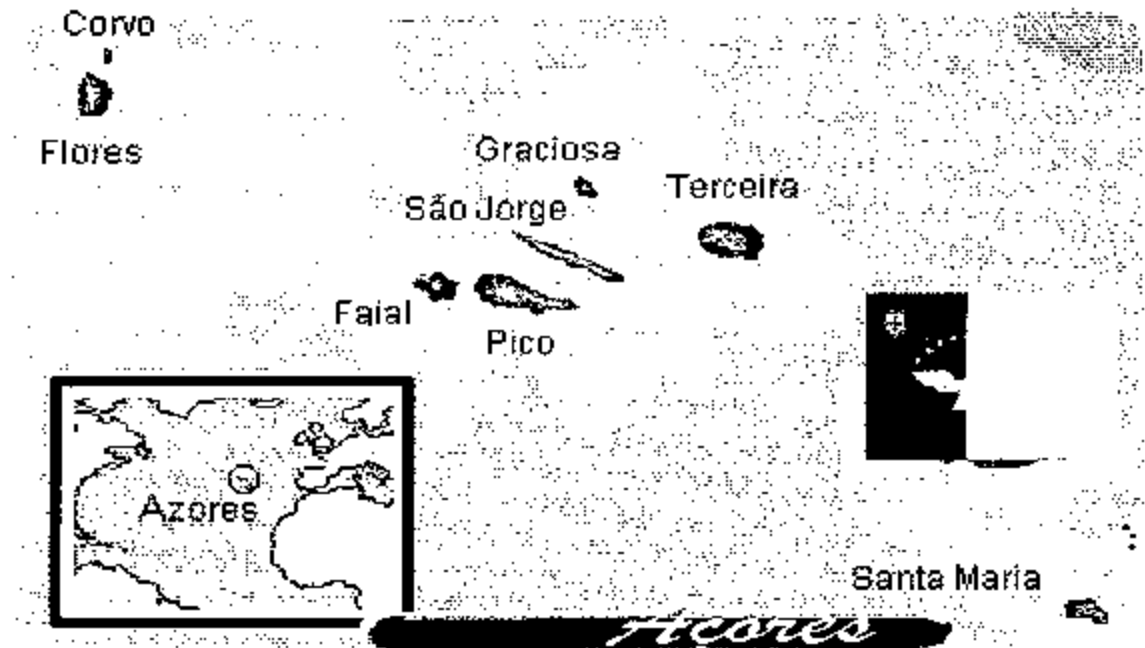 Corvo
Flores
Graciosa
Terceira
São Jorge
Faial
Pico
Azores
Santa Maria
Açores